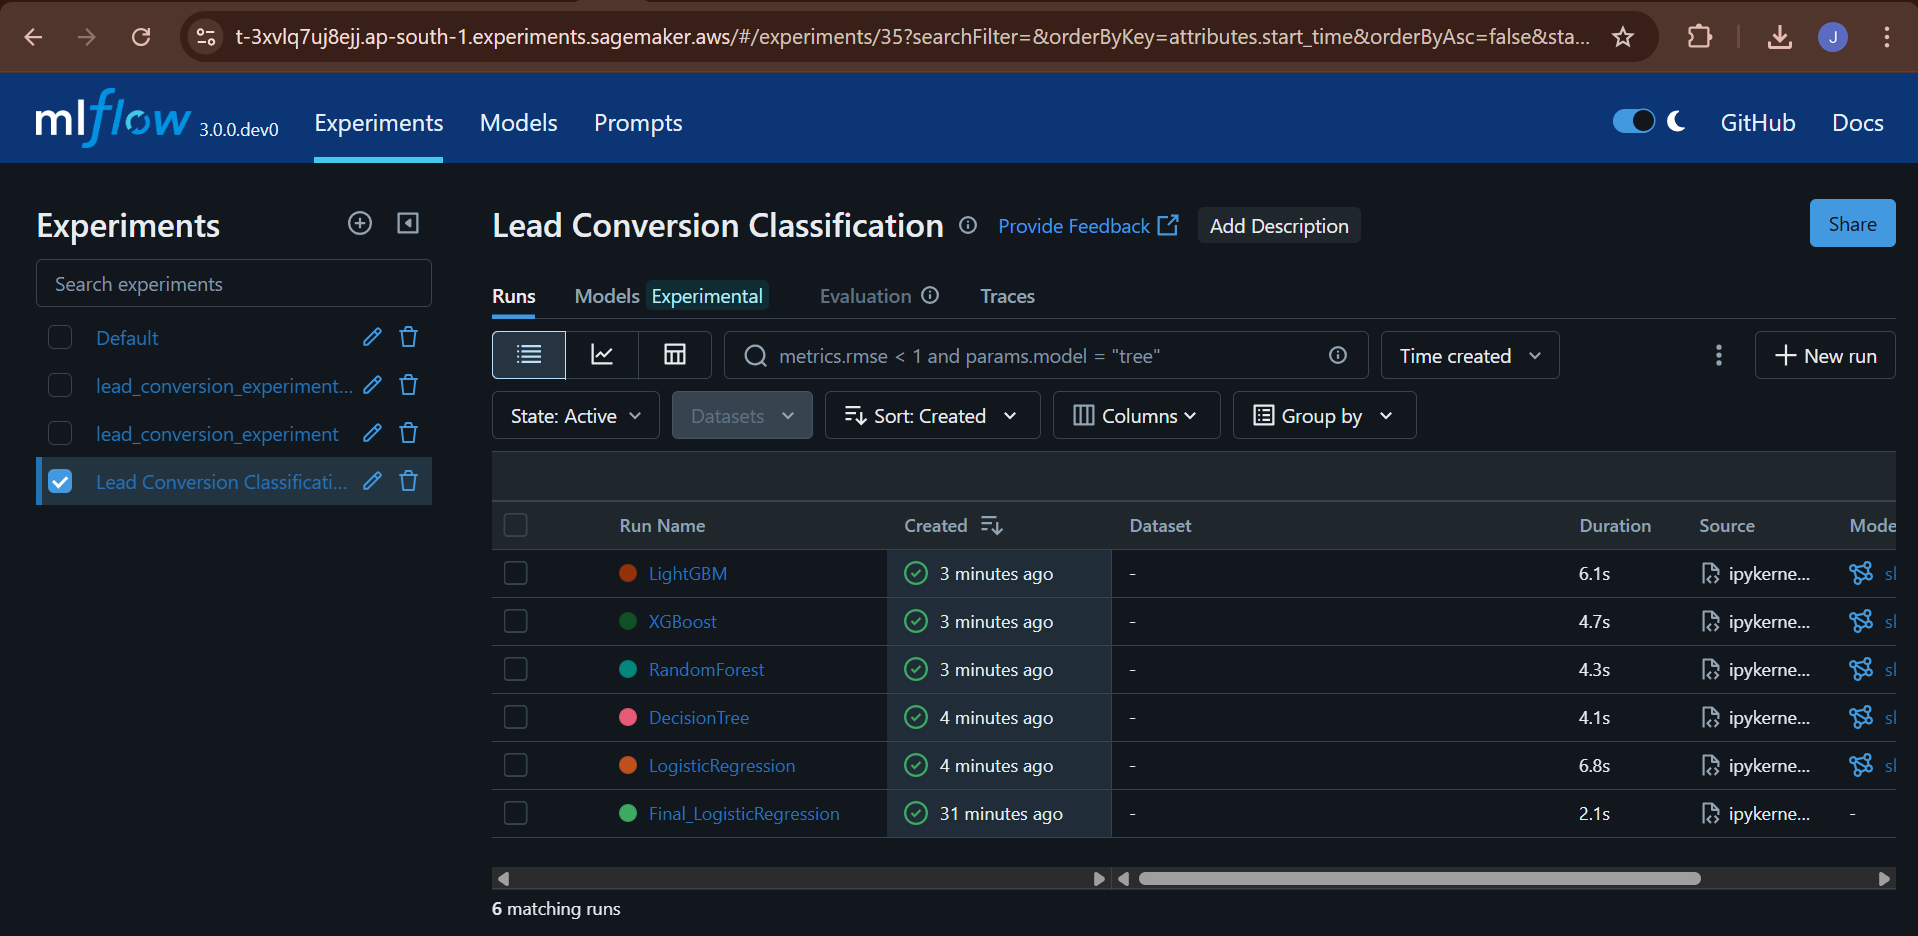 t-3xvlq7uj8ejj.ap-south-1.experiments.sagemaker.aws/#/experiments/35?searchFilter=&orderByKey=attributes.start_time&orderByAsc=false&sta...
J
mlflow 3.0.0.dev0 Experiments Models Prompts GitHub Docs
Experiments
Search experiments
Default
lead_conversion_experiment...
lead_conversion_experiment
Lead Conversion Classificati...
Lead Conversion Classification Provide Feedback Add Description Share
Runs Models Experimental Evaluation Traces
metrics.rmse < 1 and params.model = "tree" Time created New run
State: Active Datasets Sort: Created Columns Group by
Run Name Created Dataset Duration Source Mode
LightGBM 3 minutes ago - 6.1s ipykerne... sl
XGBoost 3 minutes ago - 4.7s ipykerne... sl
RandomForest 3 minutes ago - 4.3s ipykerne... sl
DecisionTree 4 minutes ago - 4.1s ipykerne... sl
LogisticRegression 4 minutes ago - 6.8s ipykerne... sl
Final_LogisticRegression 31 minutes ago - 2.1s ipykerne... -
6 matching runs